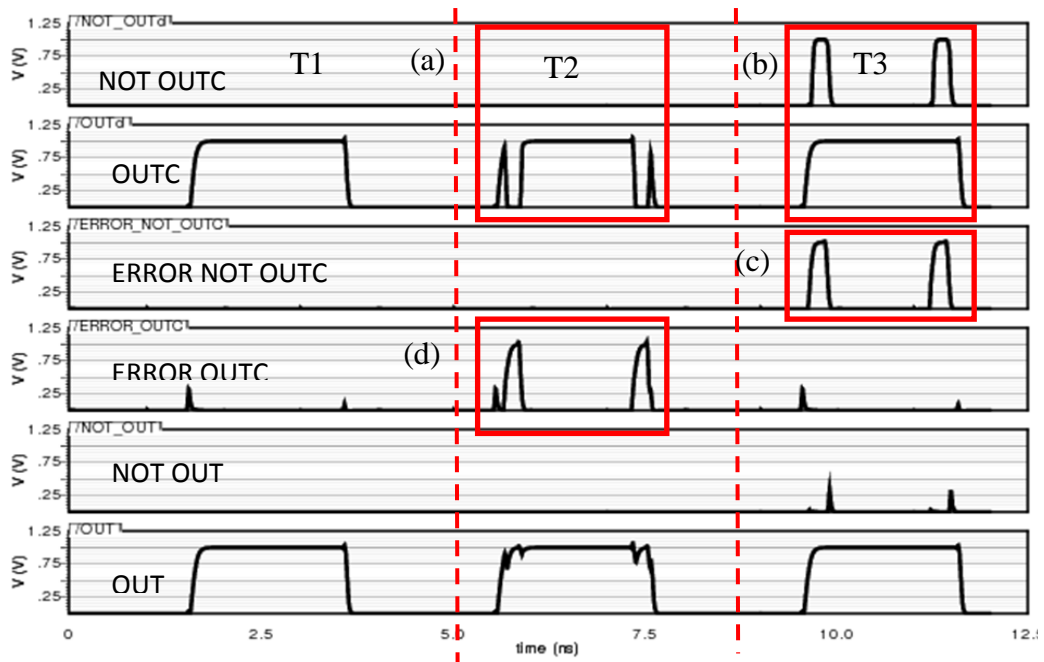 /NOT_OUTd
1.25
.75
.25
V (V)
NOT OUTC
T1
(a)
T2
(b)
T3
/OUTd
1.25
.75
.25
V (V)
OUTC
/ERROR_NOT_OUTC
1.25
.75
.25
V (V)
ERROR NOT OUTC
(c)
/ERROR_OUTC
1.25
.75
.25
V (V)
ERROR OUTC
(d)
/NOT_OUT
1.25
.75
.25
V (V)
NOT OUT
/OUT
1.25
.75
.25
V (V)
OUT
0 2.5 5.0 7.5 10.0 12.5
time (ns)